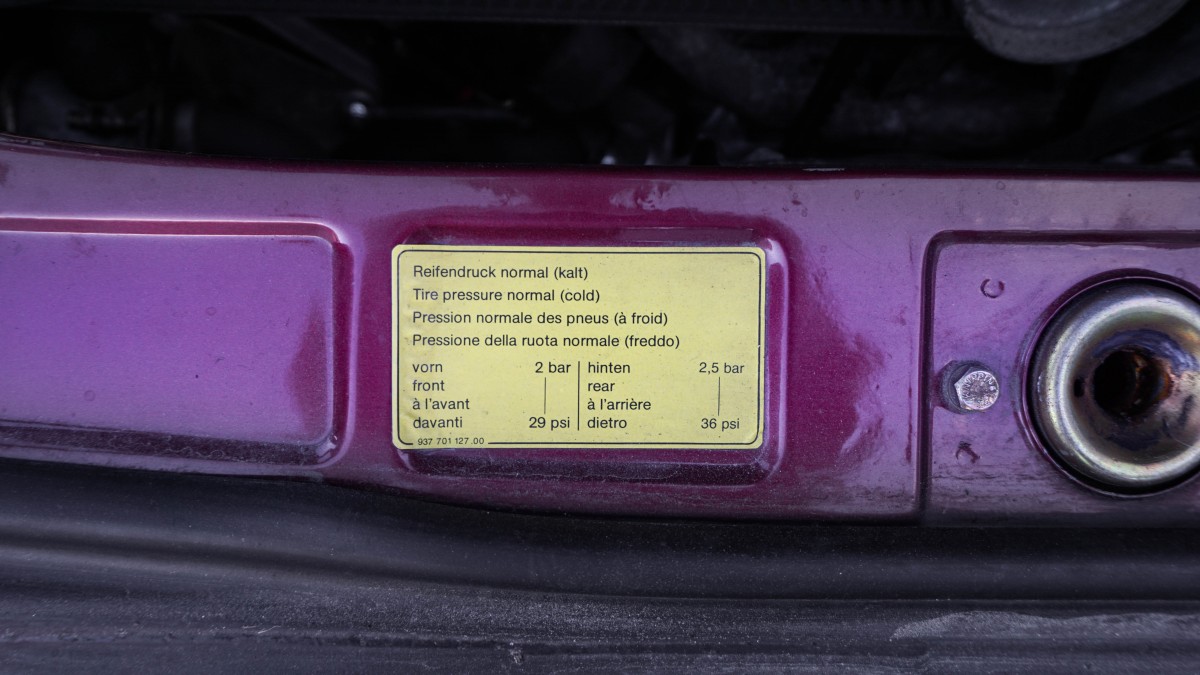 Reifendruck normal (kalt)
Tire pressure normal (cold)
Pression normale des pneus (à froid)
Pressione della ruota normale (freddo)
vorn 2 bar hinten 2,5 bar
front rear
à l'avant à l'arrière
davanti 29 psi dietro 36 psi
937 701 127.00